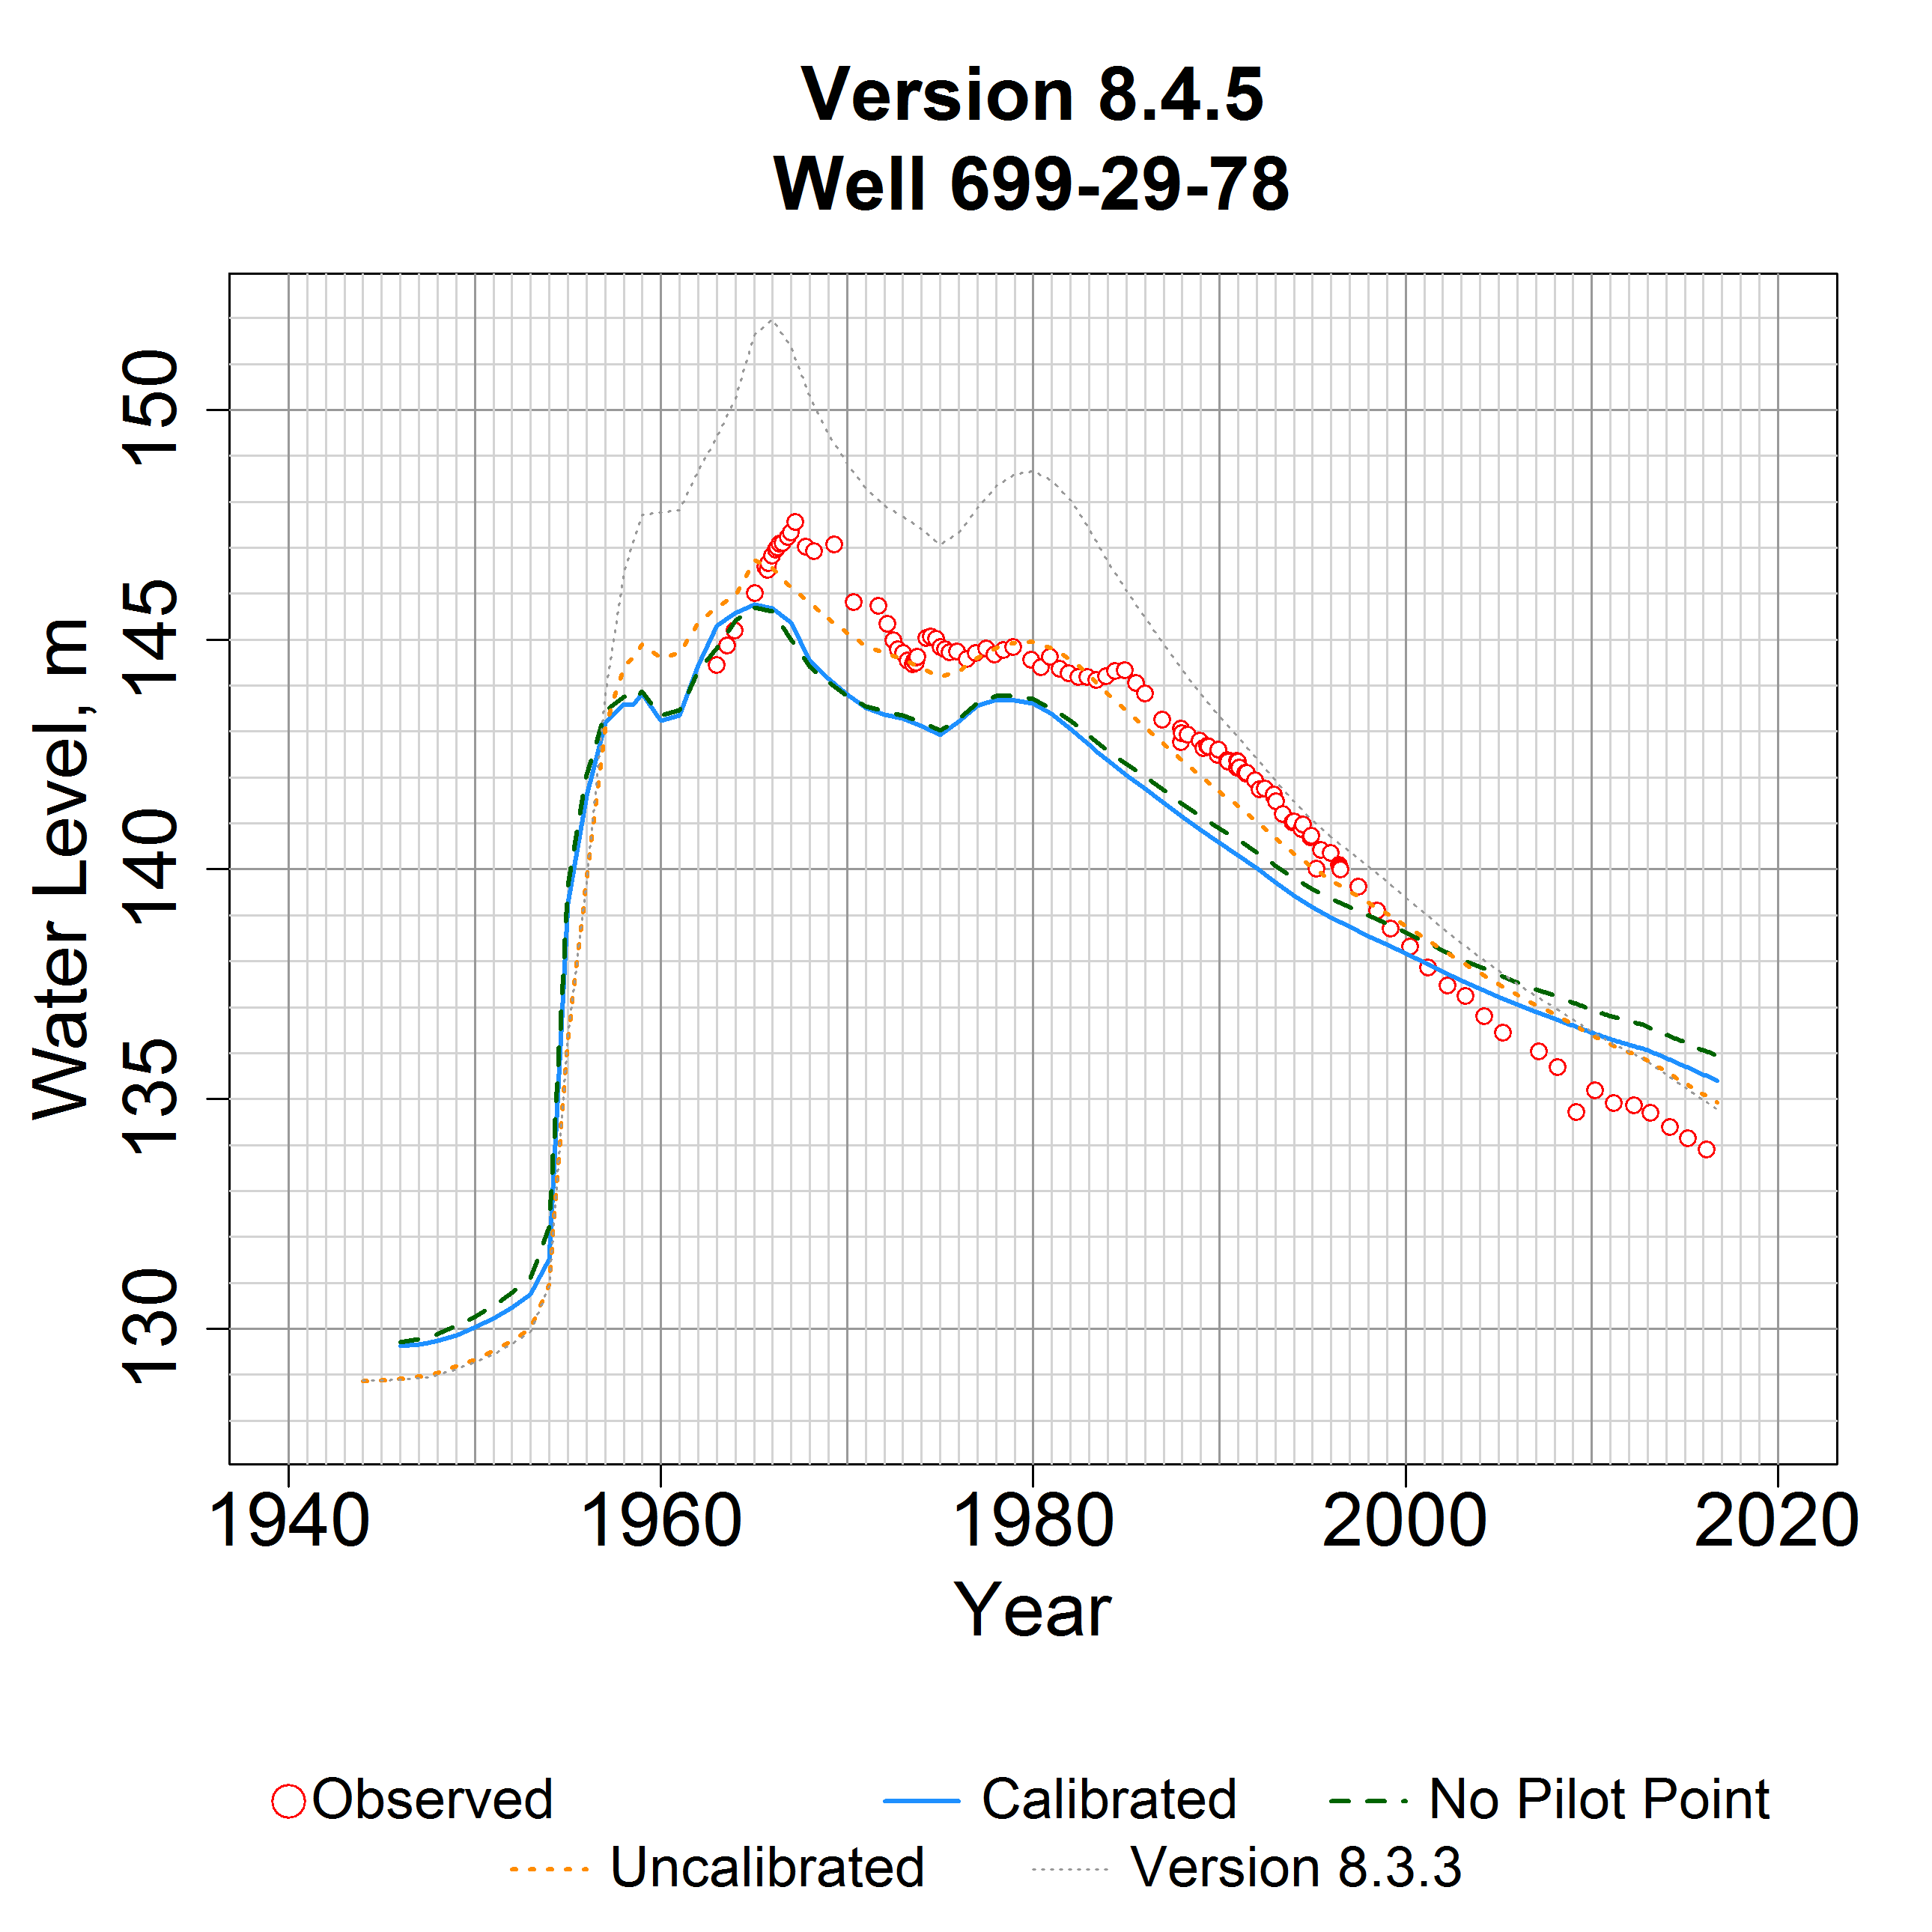 Version 8.4.5
Well 699-29-78
Water Level, m
150
145
140
135
130
1940 1960 1980 2000 2020
Year
Observed Calibrated No Pilot Point
Uncalibrated Version 8.3.3